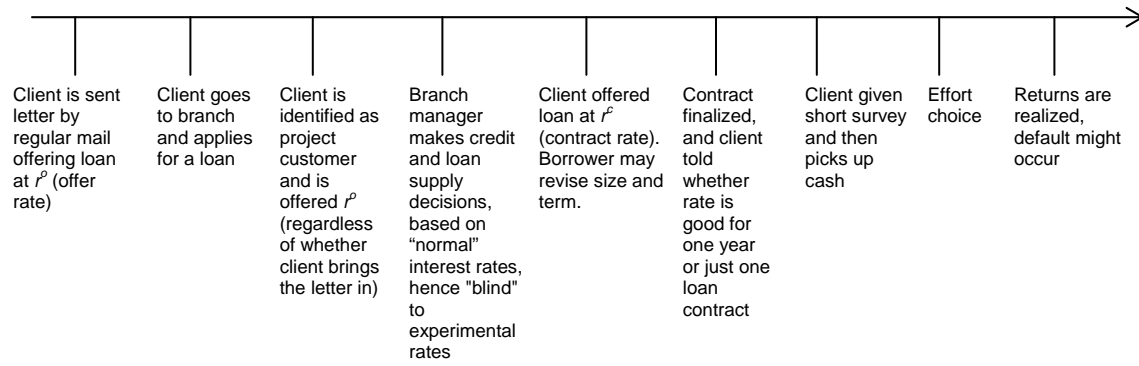 Client is sent
letter by
regular mail
offering loan
at r^o (offer
rate)
Client goes
to branch
and applies
for a loan
Client is
identified as
project
customer
and is
offered r^o
(regardless
of whether
client brings
the letter in)
Branch
manager
makes credit
and loan
supply
decisions,
based on
“normal”
interest rates,
hence "blind"
to
experimental
rates
Client offered
loan at r^c
(contract rate).
Borrower may
revise size and
term.
Contract
finalized,
and client
told
whether
rate is
good for
one year
or just one
loan
contract
Client given
short survey
and then
picks up
cash
Effort
choice
Returns are
realized,
default might
occur